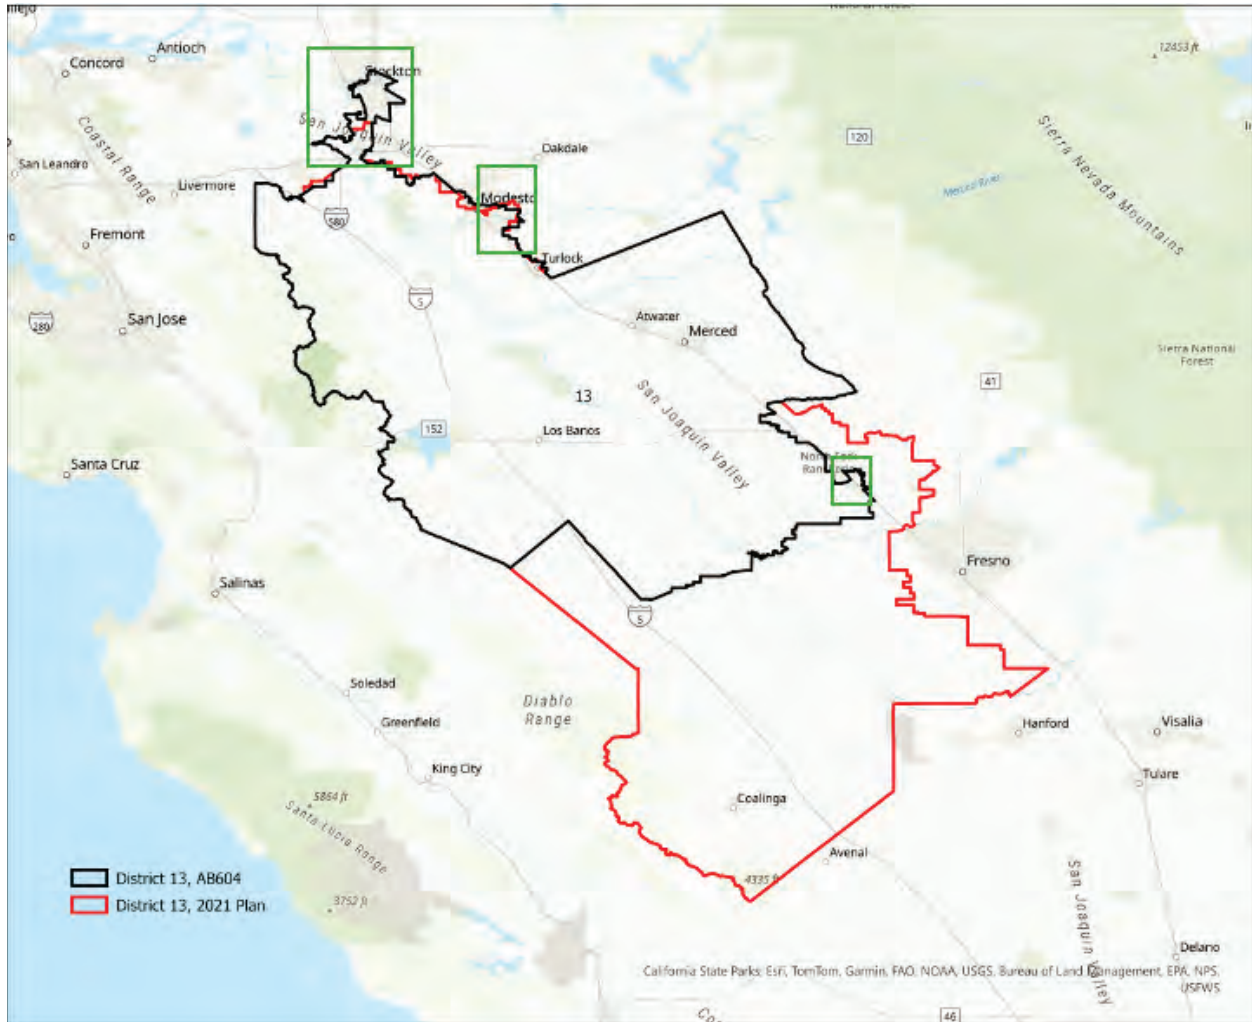 Antioch
Concord
Stockton
12453 ft
San Joaquin Valley
Coastal Range
120
Oakdale
San Leandro
Livermore
Modesto
Merced River
Sierra Nevada Mountains
580
Fremont
Turlock
5
280
San Jose
Atwater
Merced
Sierra National
Forest
41
13
San Joaquin Valley
152
Los Banos
Santa Cruz
Fresno
Salinas
5
Soledad
Diablo
Range
Greenfield
Hanford
Visalia
King City
Tulare
5864 ft
Santa Lucia Range
Coalinga
Avenal
4335 ft
District 13, AB604
District 13, 2021 Plan
3752 ft
San Joaquin Valley
Delano
California State Parks, Esri, TomTom, Garmin, FAO, NOAA, USGS, Bureau of Land Management, EPA, NPS,
USFWS
46